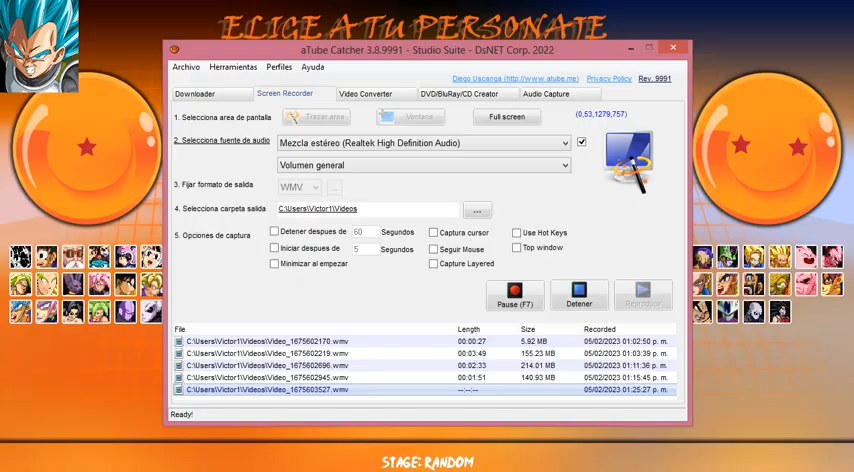 ELIGE A TU PERSONATE
aTube Catcher 3.8.9991 - Studio Suite - DsNET Corp. 2022
Archivo Herramientas Perfiles Ayuda
Diego Uscanga (http://www.atube.me) Privacy Policy Rev. 9991
Downloader Screen Recorder Video Converter DVD/BluRay/CD Creator Audio Capture
1. Selecciona area de pantalla Trazar area Ventana Full screen (0,53,1279,757)
2. Selecciona fuente de audio Mezcla estéreo (Realtek High Definition Audio)
Volumen general
3. Fijar formato de salida WMV ...
4. Selecciona carpeta salida C:\Users\Victor1\Videos ...
5. Opciones de captura Detener despues de 60 Segundos Captura cursor Use Hot Keys
Iniciar despues de 5 Segundos Seguir Mouse Top window
Minimizar al empezar Capture Layered
Pause (F7) Detener Reproducir
File Length Size Recorded
C:\Users\Victor1\Videos\Video_1675602170.wmv 00:00:27 5.92 MB 05/02/2023 01:02:50 p. m.
C:\Users\Victor1\Videos\Video_1675602219.wmv 00:03:49 155.23 MB 05/02/2023 01:03:39 p. m.
C:\Users\Victor1\Videos\Video_1675602696.wmv 00:02:33 214.01 MB 05/02/2023 01:11:36 p. m.
C:\Users\Victor1\Videos\Video_1675602945.wmv 00:01:51 140.93 MB 05/02/2023 01:15:45 p. m.
C:\Users\Victor1\Videos\Video_1675603527.wmv --:--:-- 05/02/2023 01:25:27 p. m.
Ready!
STAGE: RANDOM